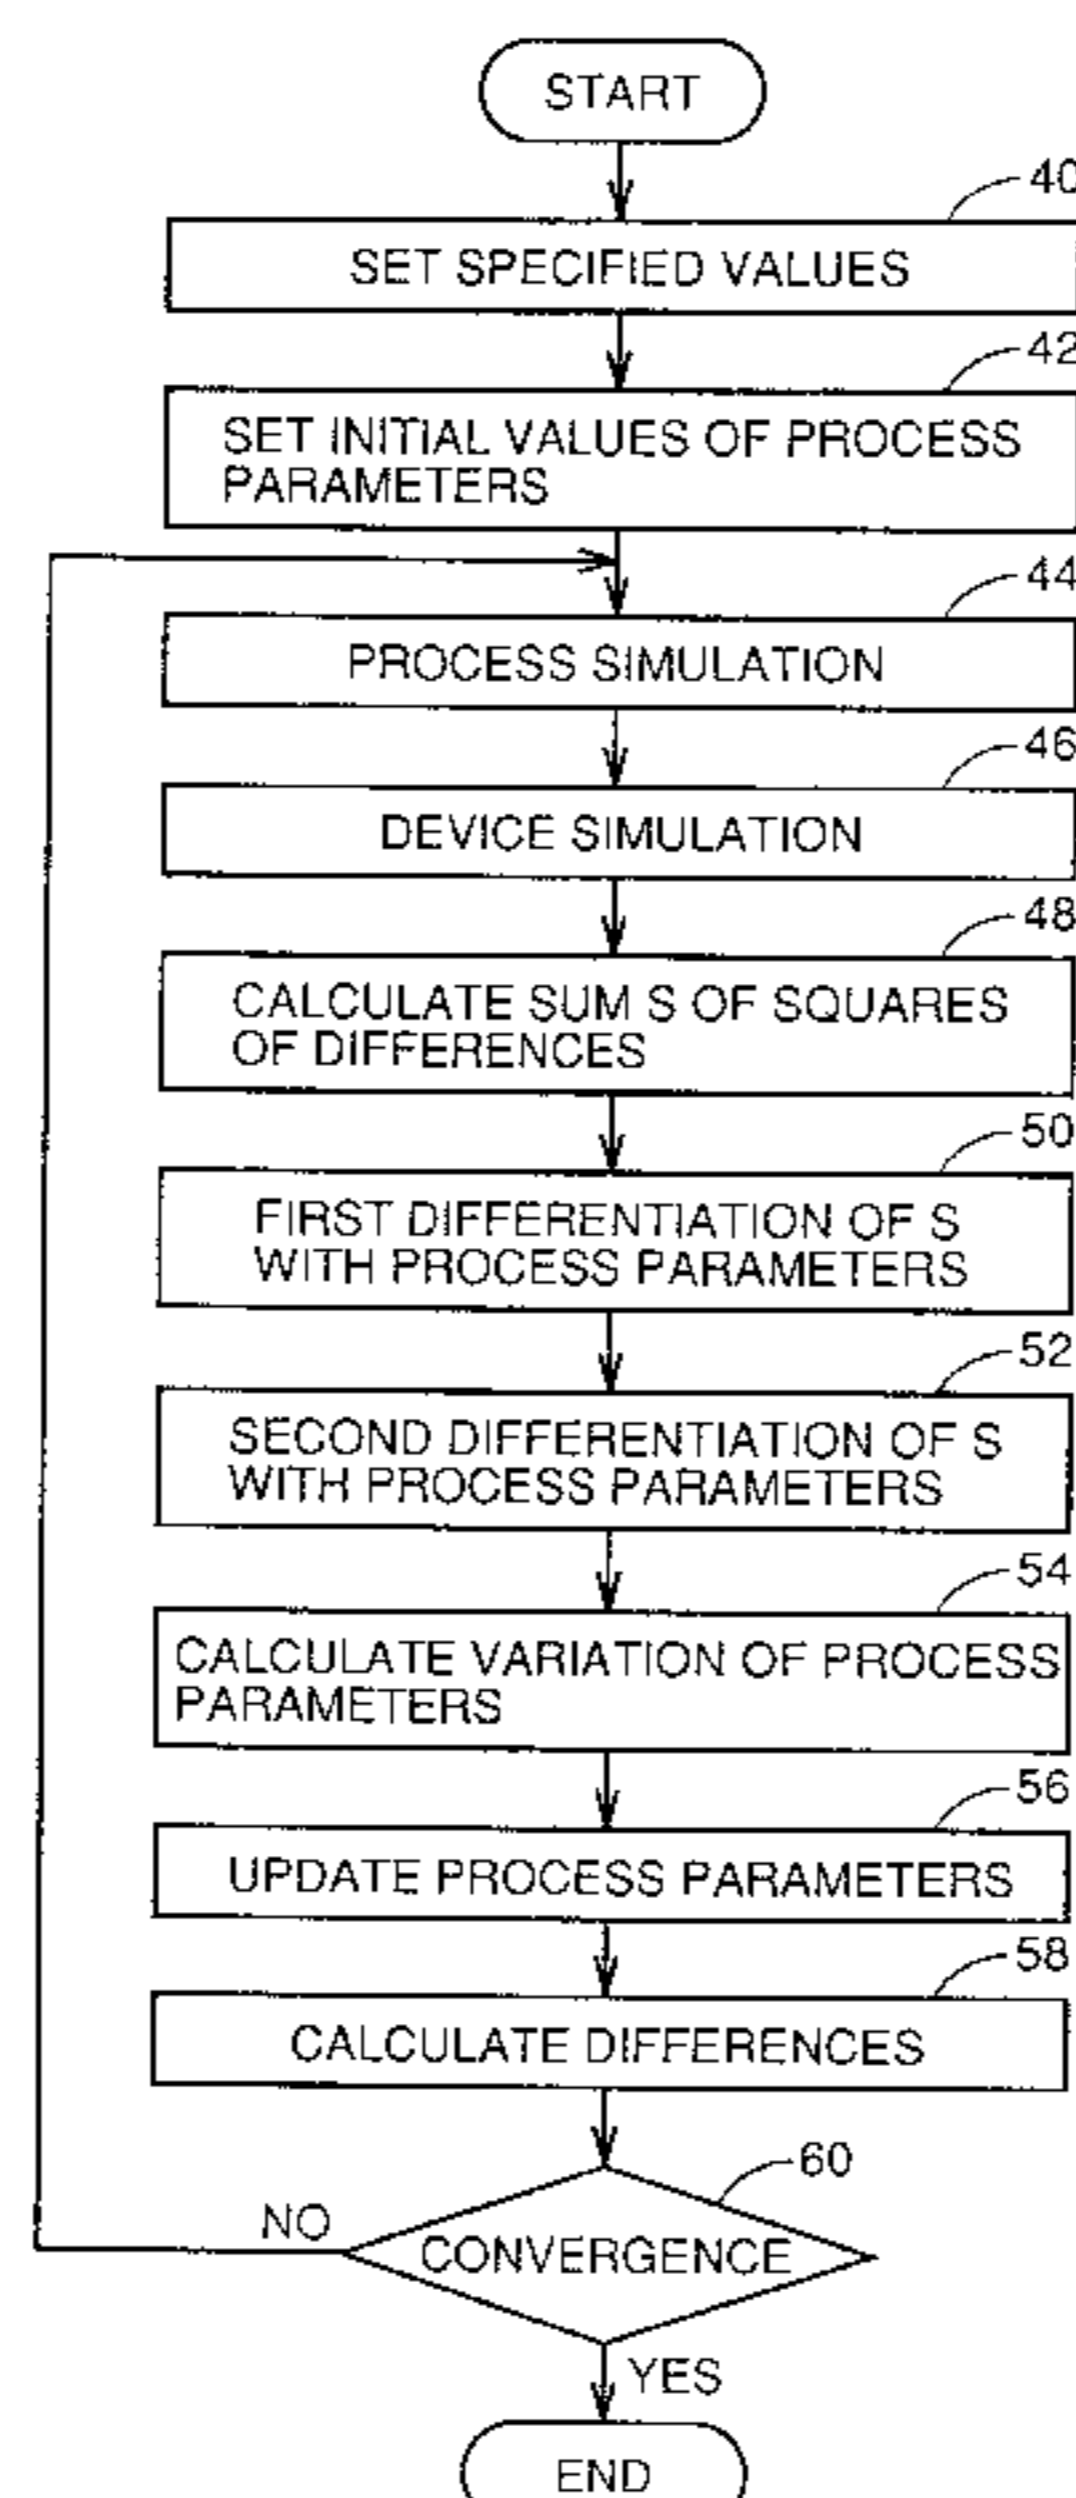 START
40
SET SPECIFIED VALUES
42
SET INITIAL VALUES OF PROCESS
PARAMETERS
44
PROCESS SIMULATION
46
DEVICE SIMULATION
48
CALCULATE SUM S OF SQUARES
OF DIFFERENCES
50
FIRST DIFFERENTIATION OF S
WITH PROCESS PARAMETERS
52
SECOND DIFFERENTIATION OF S
WITH PROCESS PARAMETERS
54
CALCULATE VARIATION OF PROCESS
PARAMETERS
56
UPDATE PROCESS PARAMETERS
58
CALCULATE DIFFERENCES
60
NO
CONVERGENCE
YES
END